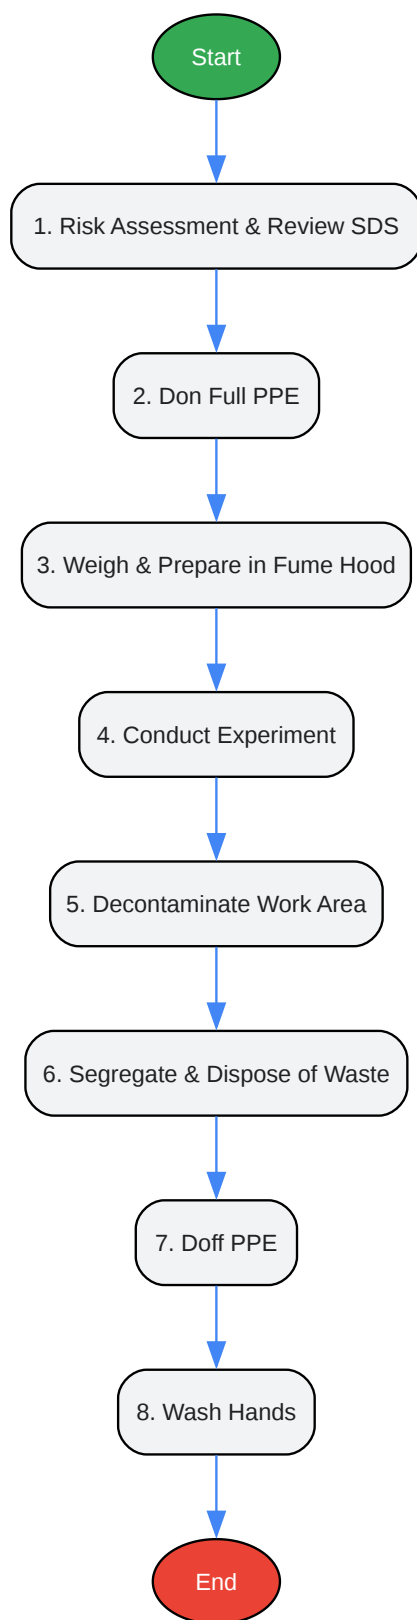 Start
1. Risk Assessment & Review SDS
2. Don Full PPE
3. Weigh & Prepare in Fume Hood
4. Conduct Experiment
5. Decontaminate Work Area
6. Segregate & Dispose of Waste
7. Doff PPE
8. Wash Hands
End